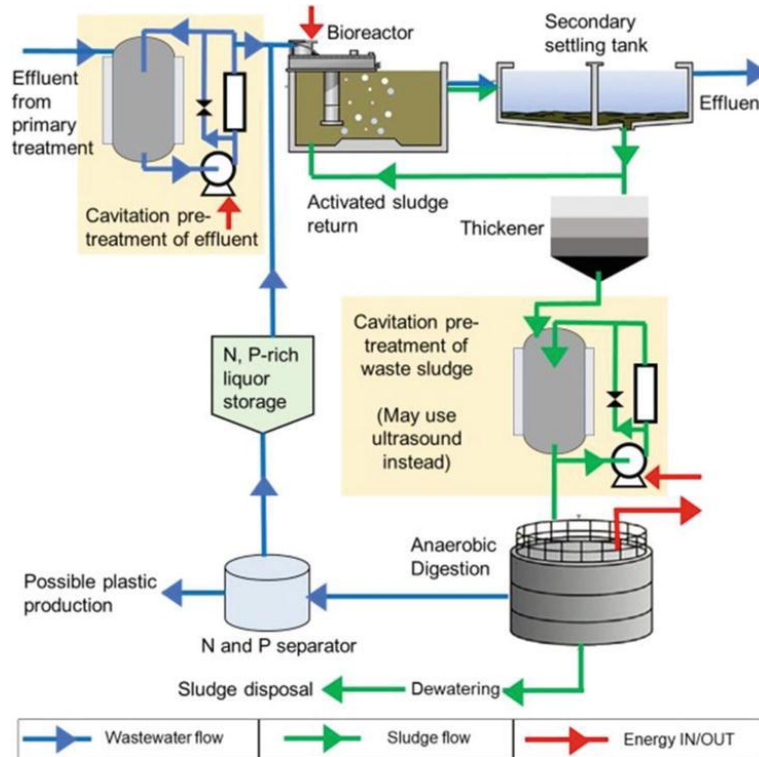 Bioreactor
Secondary
settling tank
Effluent
from
primary
treatment
Effluen
Cavitation pre-
treatment of effluent
Activated sludge
return
Thickener
N, P-rich
liquor
storage
Cavitation pre-
treatment of
waste sludge
(May use
ultrasound
instead)
Anaerobic
Digestion
Possible plastic
production
N and P separator
Sludge disposal
Dewatering
Wastewater flow
Sludge flow
Energy IN/OUT